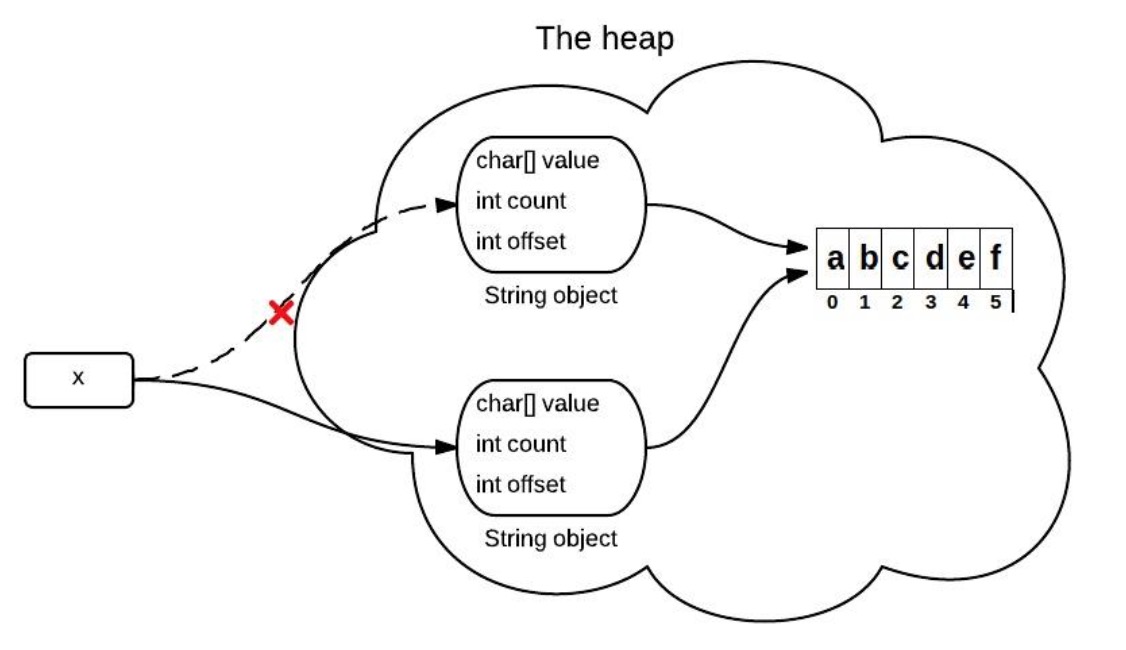 The heap
char[] value
int count
int offset
String object
a b c d e f
0 1 2 3 4 5
x
char[] value
int count
int offset
String object